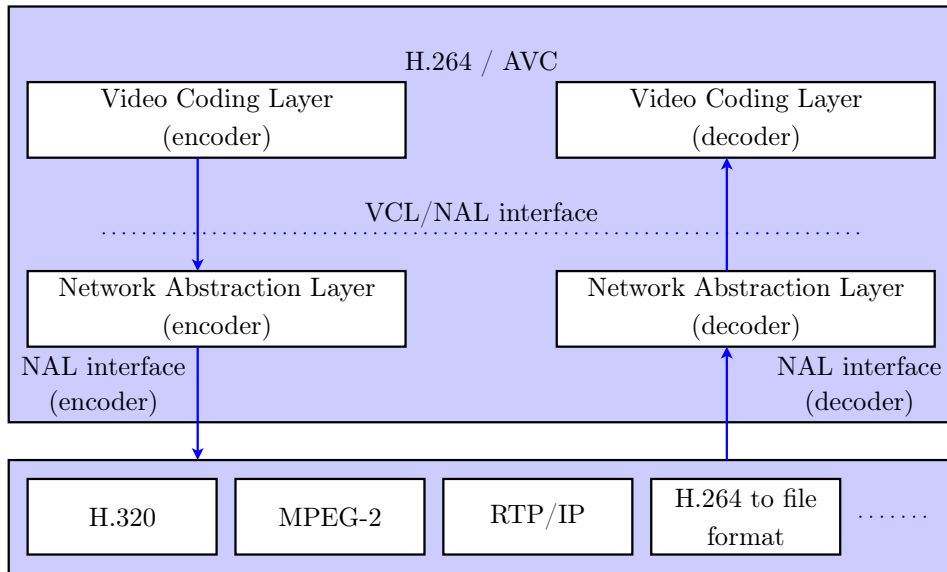 H.264 / AVC
Video Coding Layer
(encoder)
Video Coding Layer
(decoder)
VCL/NAL interface
Network Abstraction Layer
(encoder)
Network Abstraction Layer
(decoder)
NAL interface
(encoder)
NAL interface
(decoder)
H.320
MPEG-2
RTP/IP
H.264 to file
format